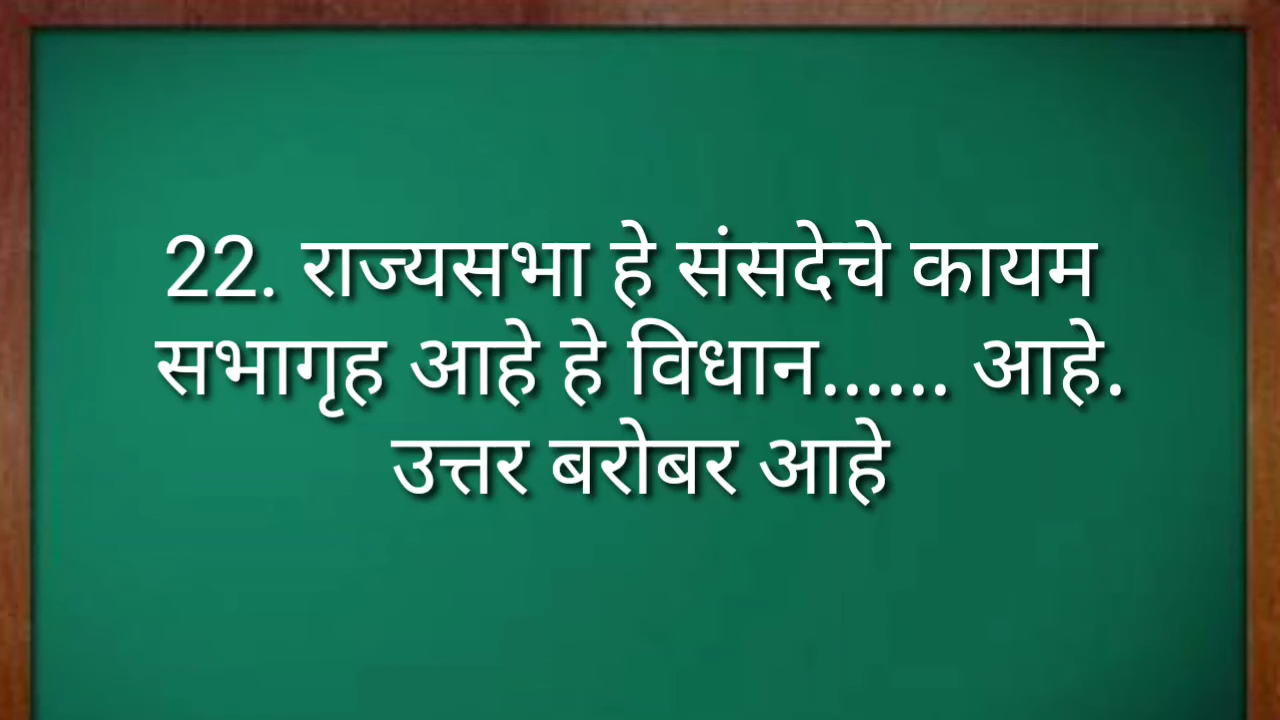 22. राज्यसभा हे संसदेचे कायम
सभागृह आहे हे विधान...... आहे.
उत्तर बरोबर आहे